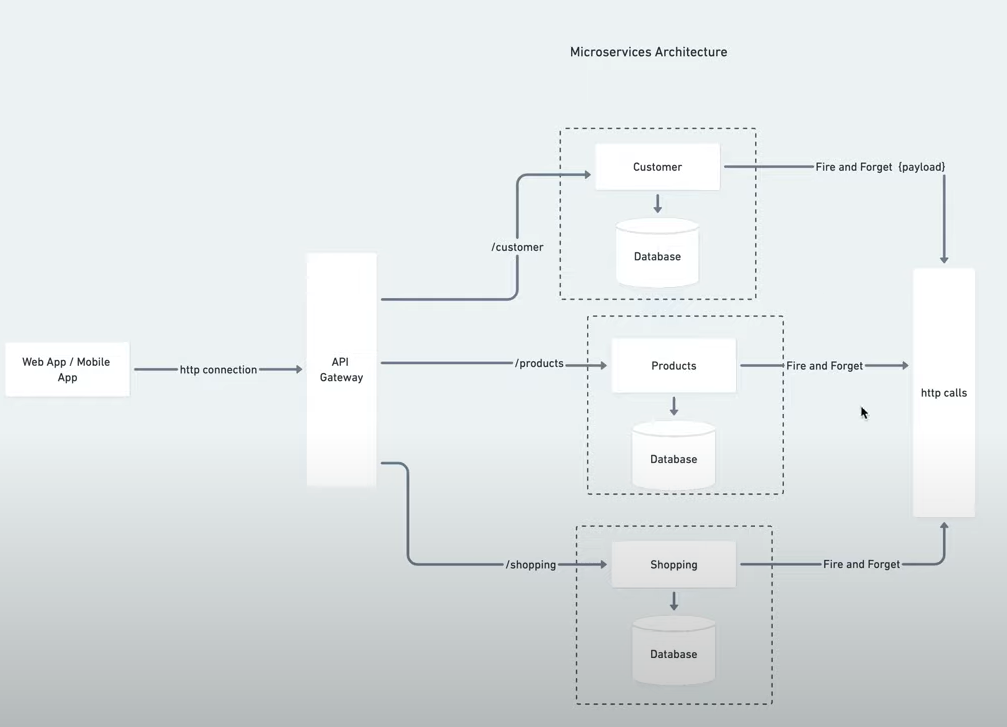 Microservices Architecture
Customer
Fire and Forget {payload}
/customer
Database
Web App / Mobile
App
http connection
API
Gateway
/products
Products
Fire and Forget
http calls
Database
/shopping
Shopping
Fire and Forget
Database